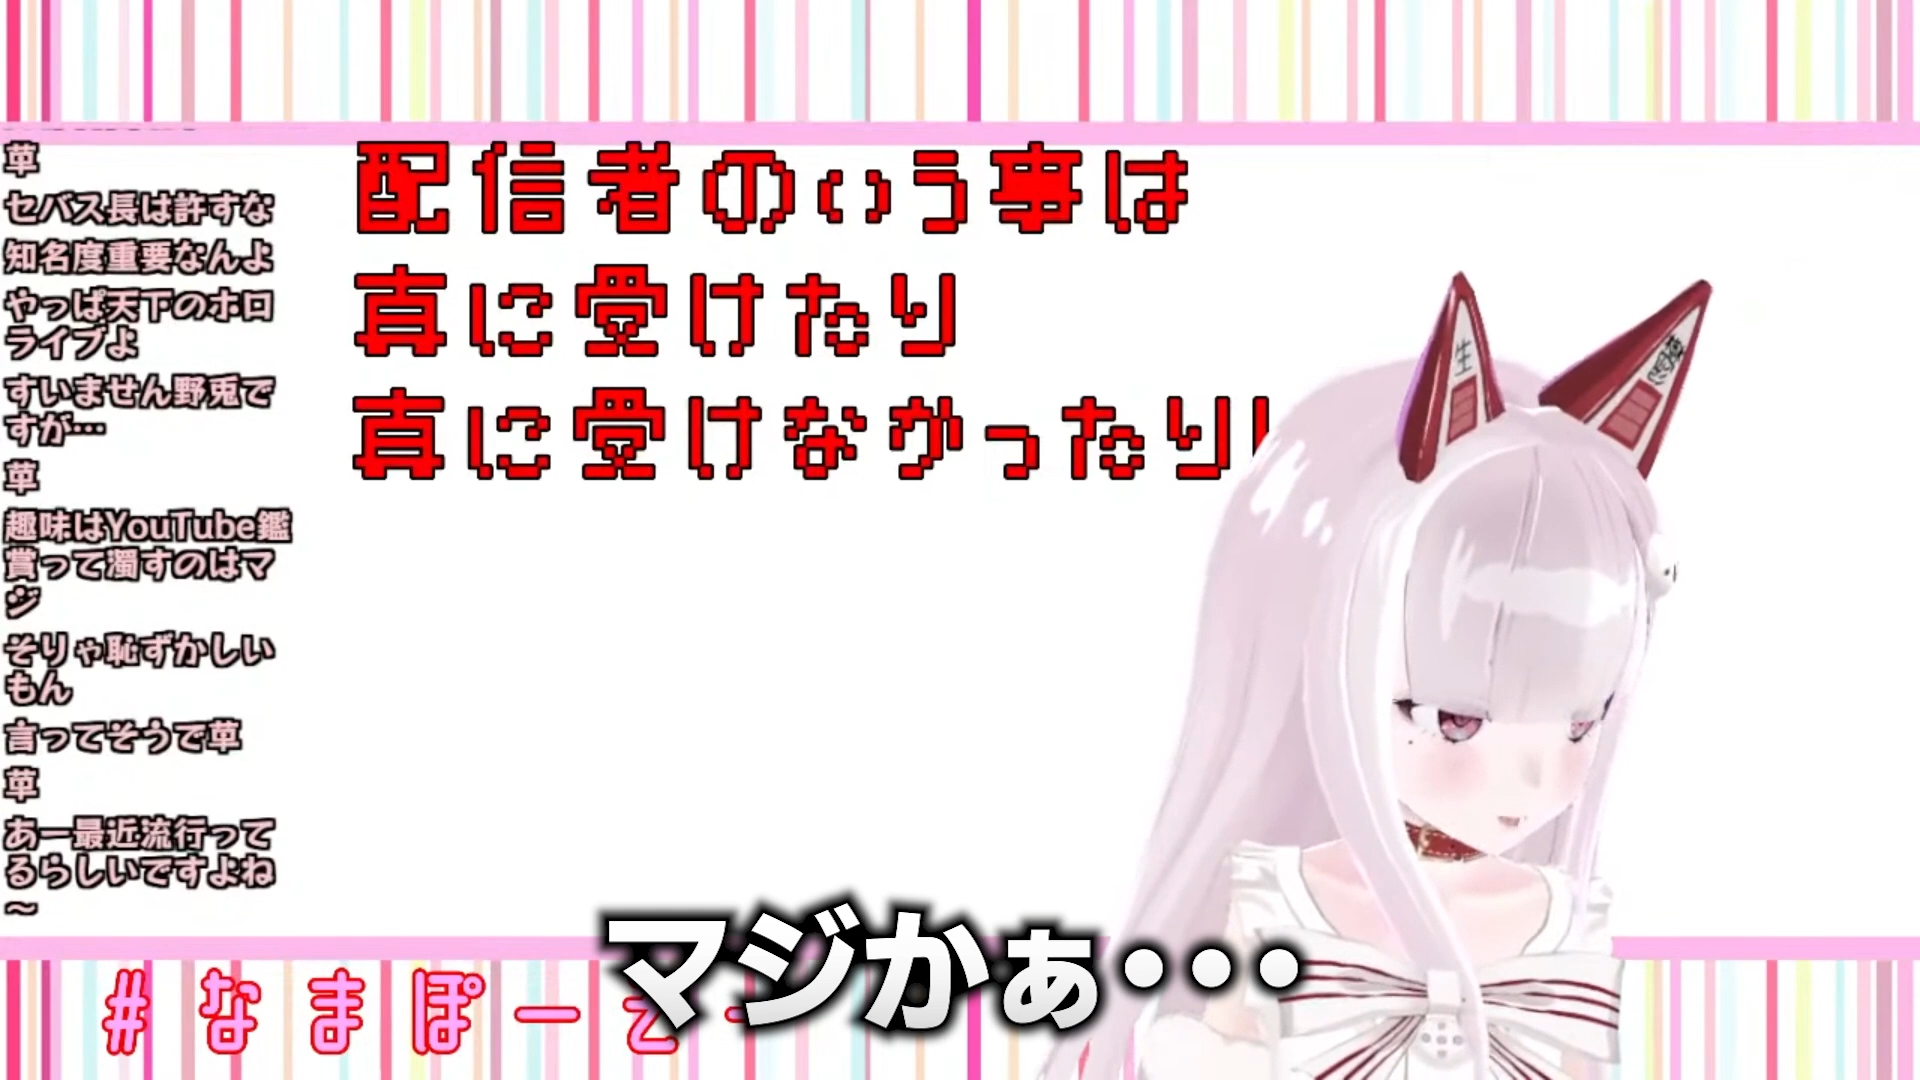 草
セバス長は許すな
知名度重要なんよ
やっぱ天下のホロ
ライブよ
すいません野兎で
すが…
草
趣味はYouTube鑑
賞って濁すのはマ
ジ
そりゃ恥ずかしい
もん
言ってそうで草
草
あー最近流行って
るらしいですよね
～
配信者のいう事は
真に受けたり
真に受けなかったり!
生
マジかぁ・・・
#なまぽーと